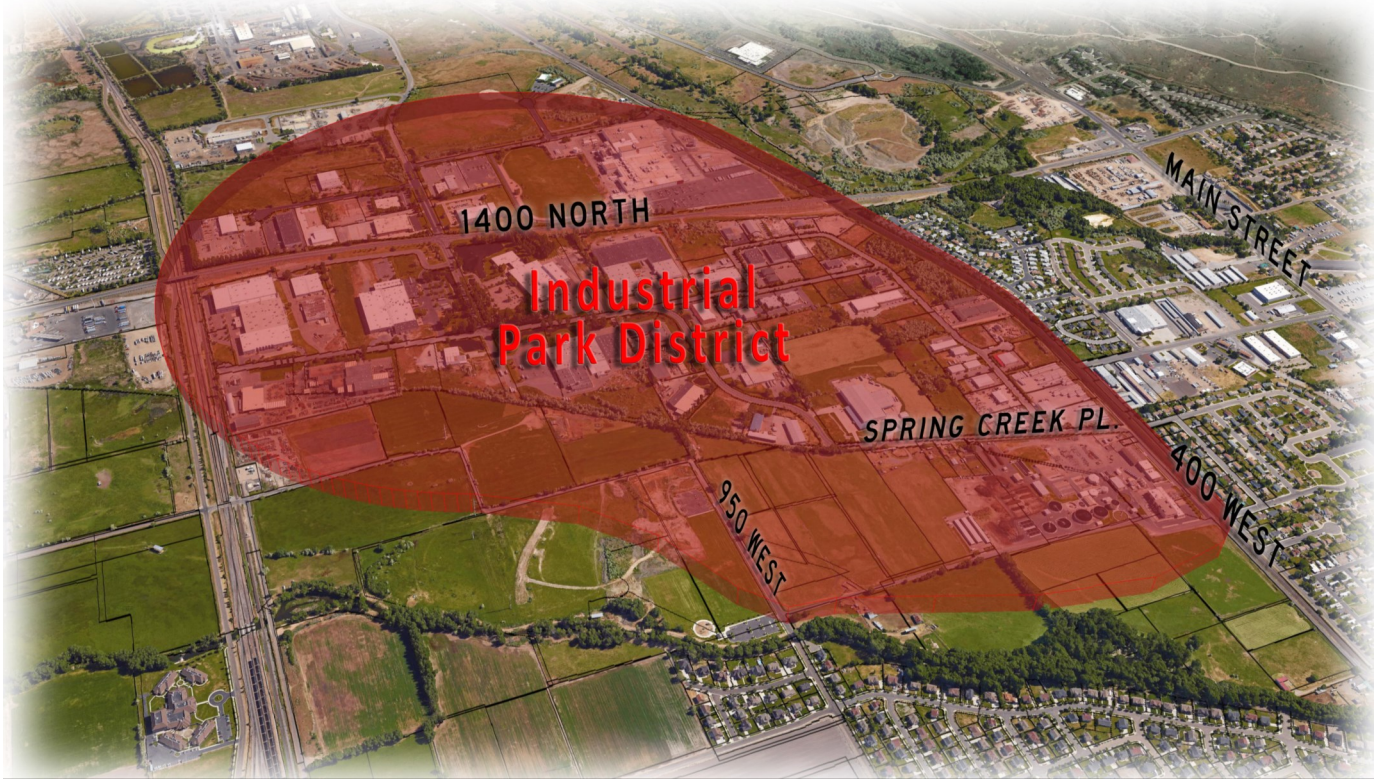 MAIN STREET
1400 NORTH
Industrial
Park District
SPRING CREEK PL.
400 WEST
950 WEST